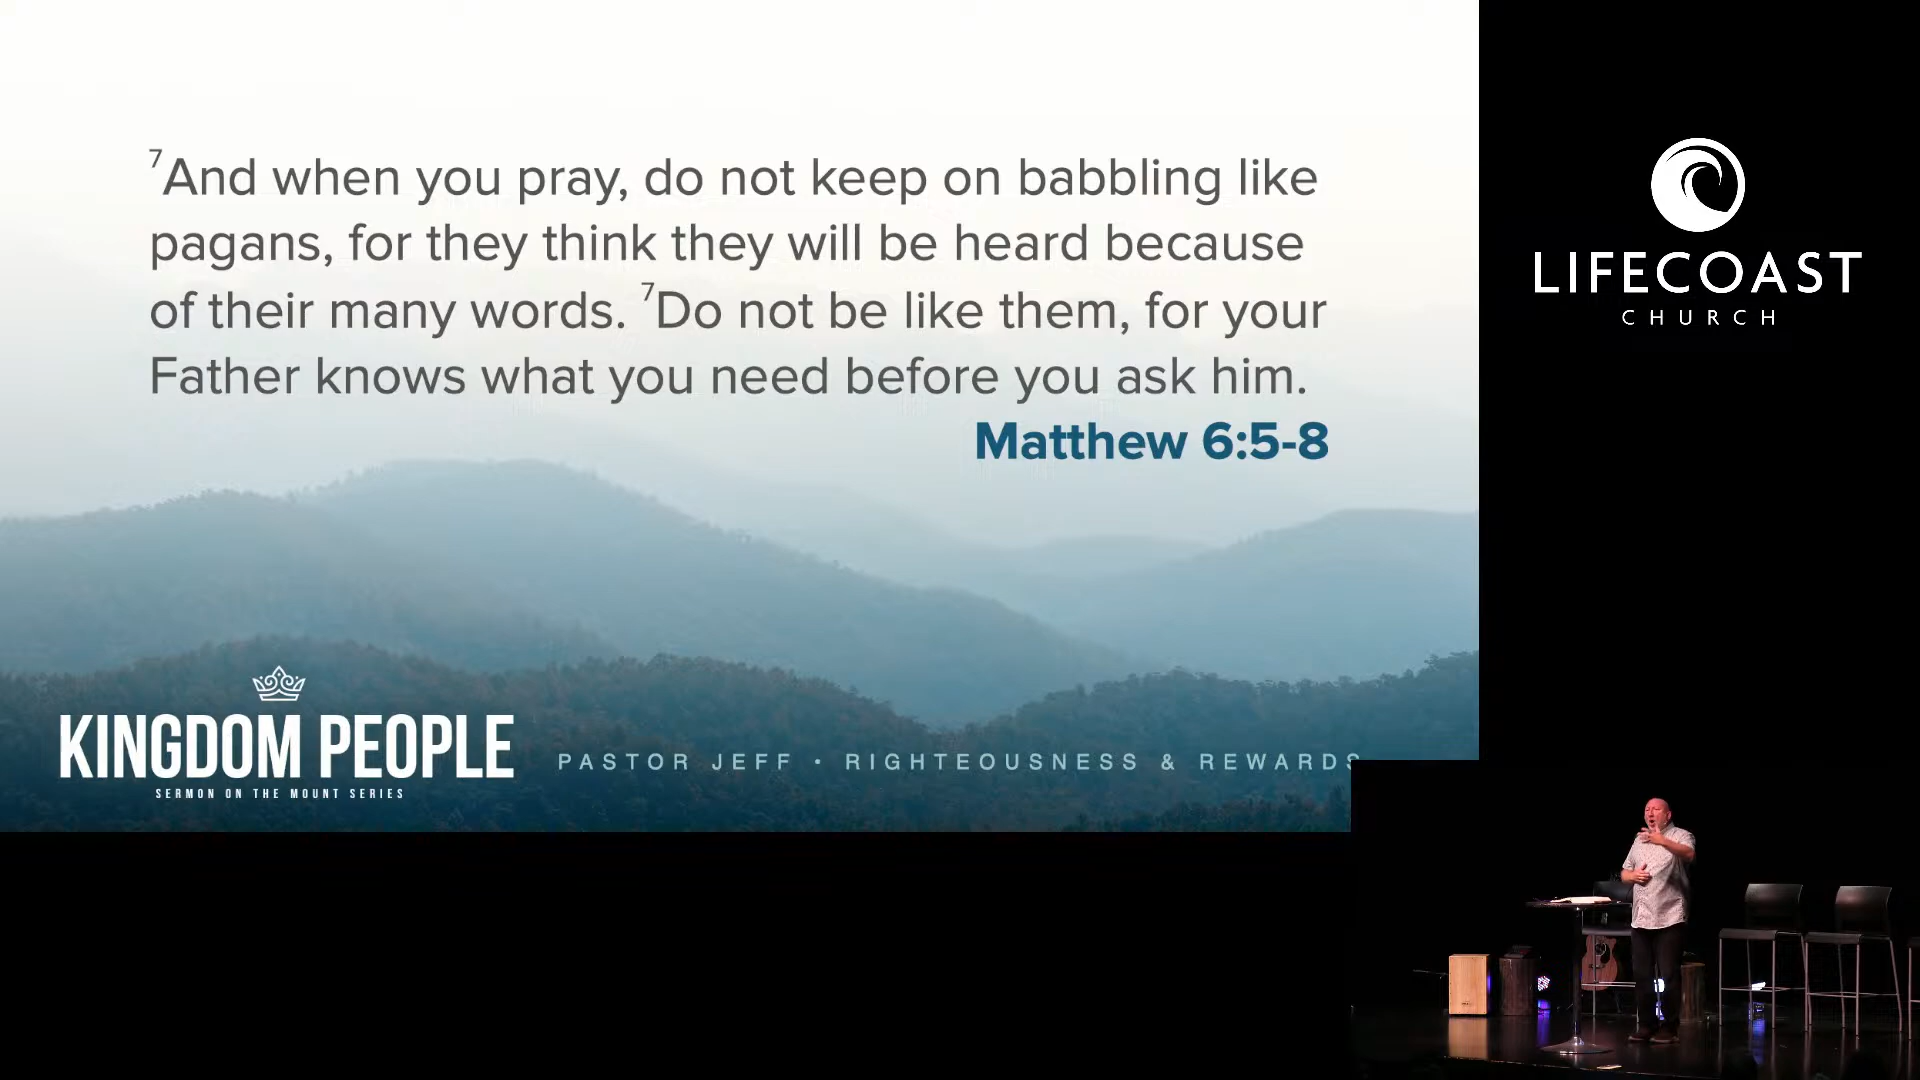 ⁷And when you pray, do not keep on babbling like
pagans, for they think they will be heard because
of their many words. ⁷Do not be like them, for your
Father knows what you need before you ask him.
Matthew 6:5-8
KINGDOM PEOPLE
SERMON ON THE MOUNT SERIES
PASTOR JEFF • RIGHTEOUSNESS & REWARDS
LIFECOAST
CHURCH